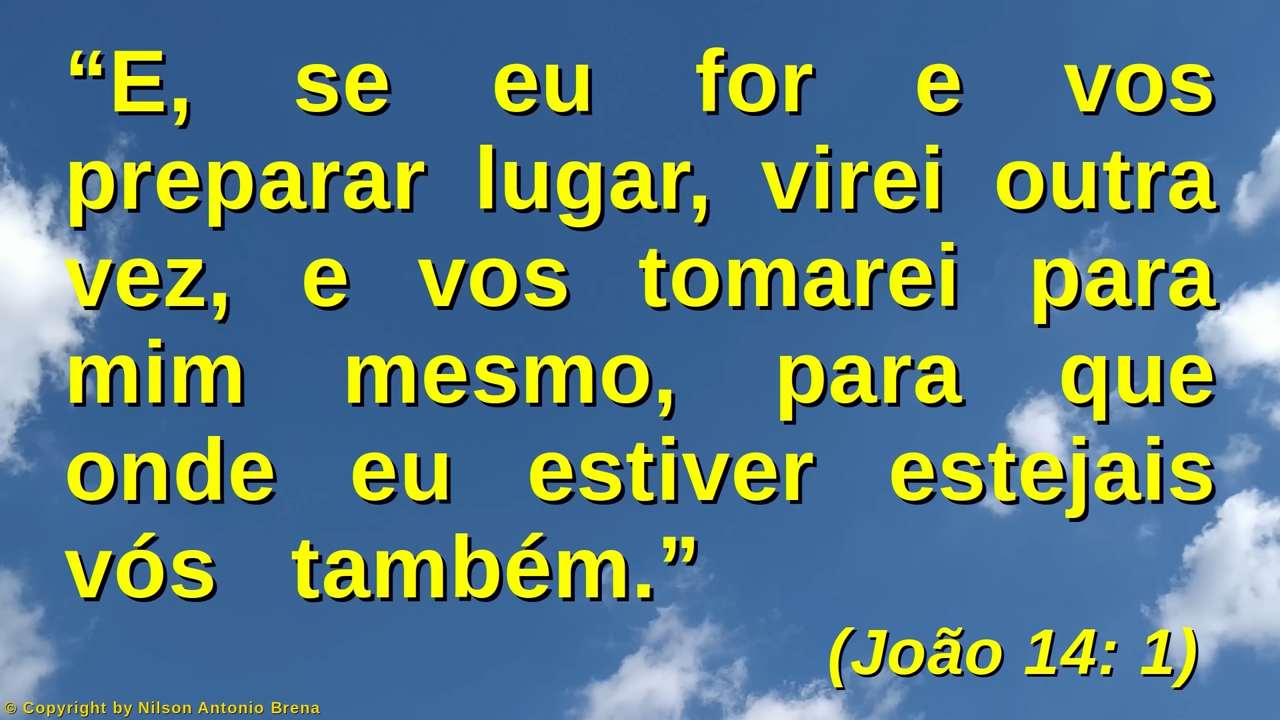 “E, se eu for e vos
preparar lugar, virei outra
vez, e vos tomarei para
mim mesmo, para que
onde eu estiver estejais
vós também.”
(João 14: 1)
© Copyright by Nilson Antonio Brena